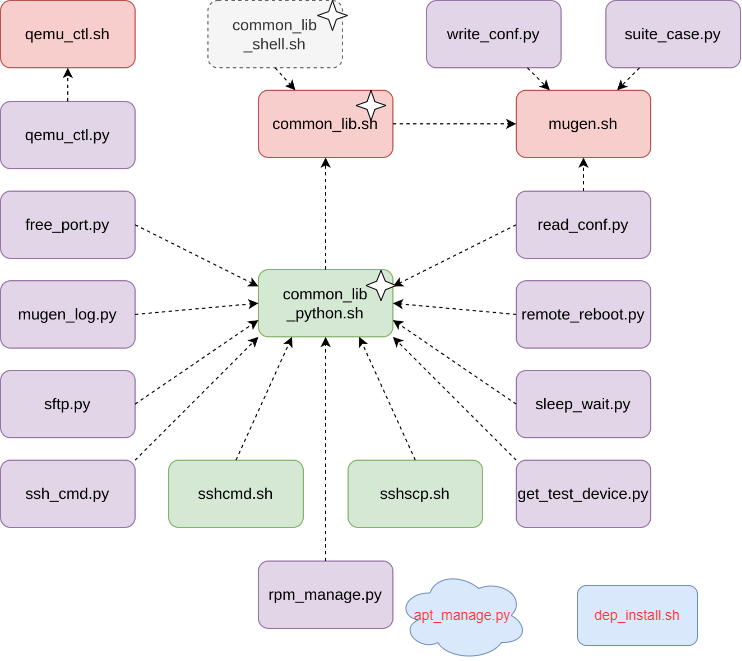 qemu_ctl.sh
common_lib
_shell.sh
write_conf.py
suite_case.py
qemu_ctl.py
common_lib.sh
mugen.sh
free_port.py
read_conf.py
mugen_log.py
common_lib
_python.sh
remote_reboot.py
sftp.py
sleep_wait.py
ssh_cmd.py
sshcmd.sh
sshscp.sh
get_test_device.py
rpm_manage.py
apt_manage.py
dep_install.sh